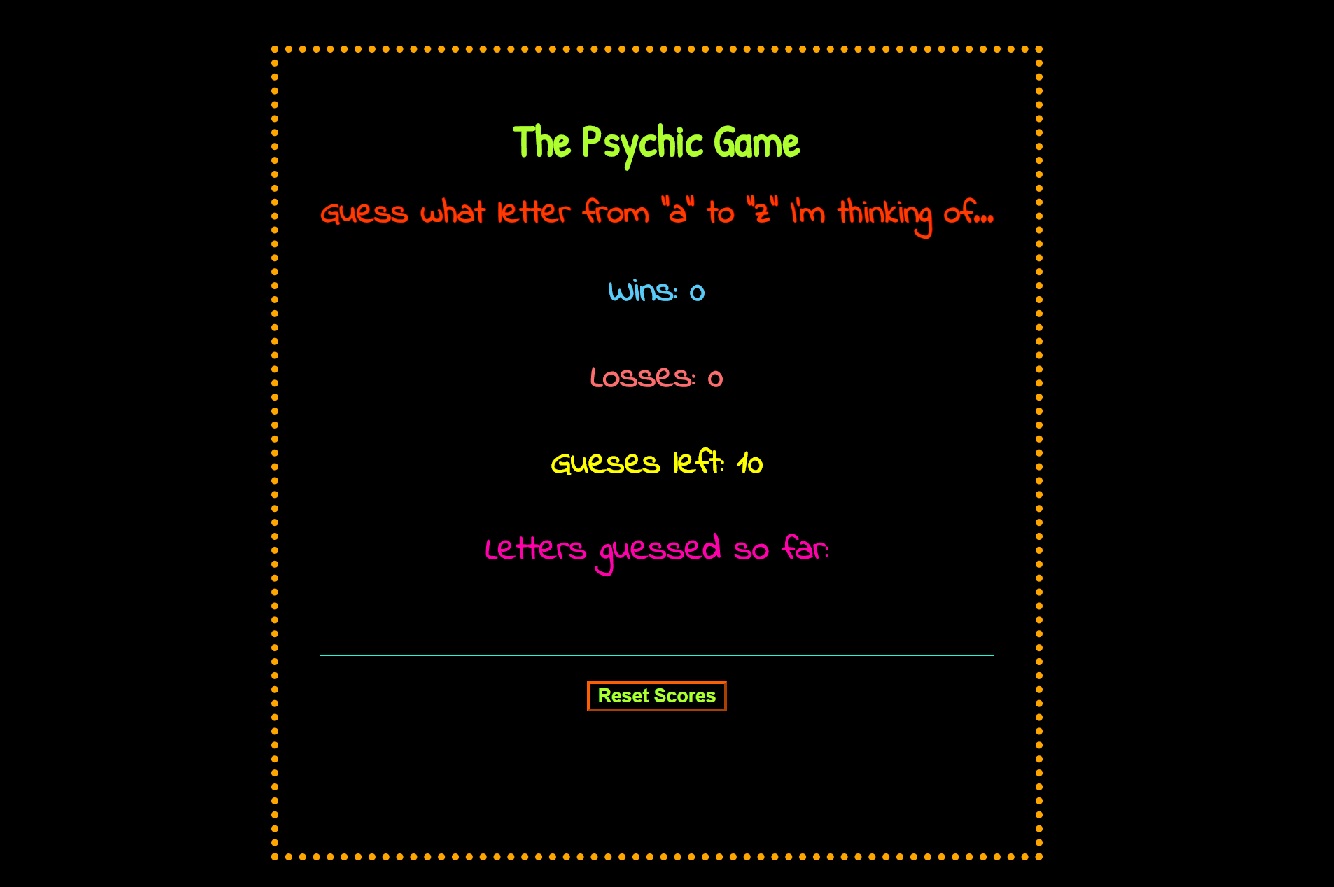 The Psychic Game
Guess what letter from "a" to "z" I'm thinking of...
Wins: 0
Losses: 0
Gueses left: 10
Letters guessed so far:
Reset Scores